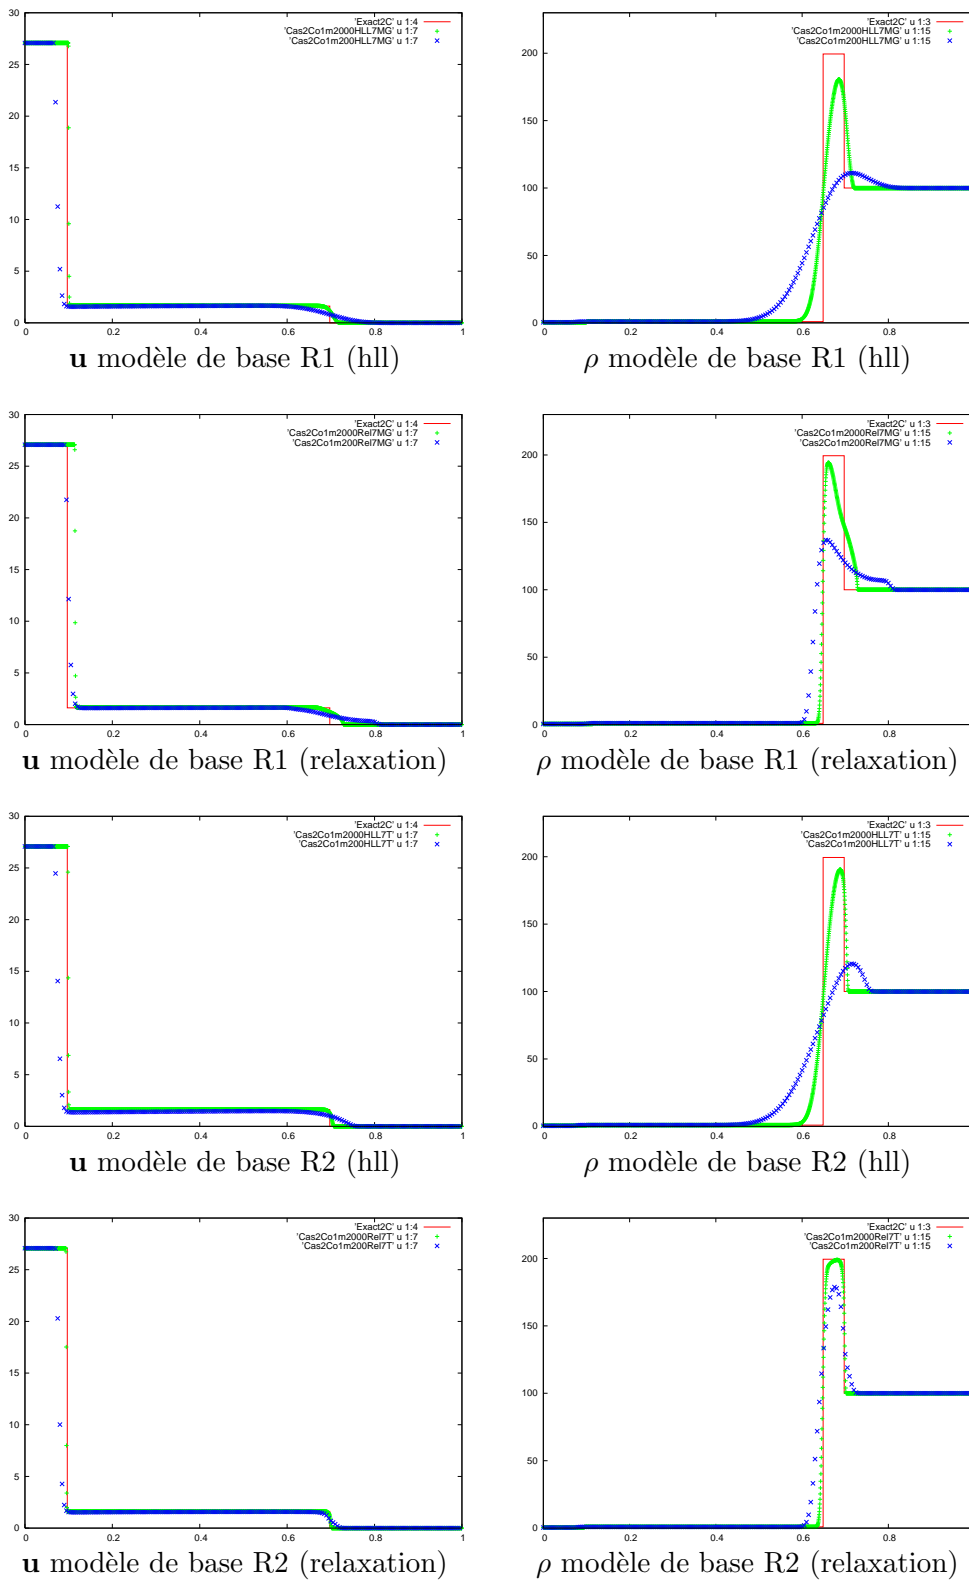 30
25
20
15
10
5
0
0
0.2
0.4
0.6
0.8
1
'Exact2C' u 1:4
'Cas2Co1m2000HLL7MG' u 1:7
'Cas2Co1m200HLL7MG' u 1:7
u modèle de base R1 (hll)
200
150
100
50
0
0
0.2
0.4
0.6
0.8
'Exact2C' u 1:3
'Cas2Co1m2000HLL7MG' u 1:15
'Cas2Co1m200HLL7MG' u 1:15
ρ modèle de base R1 (hll)
30
25
20
15
10
5
0
0
0.2
0.4
0.6
0.8
1
'Exact2C' u 1:4
'Cas2Co1m2000Rel7MG' u 1:7
'Cas2Co1m200Rel7MG' u 1:7
u modèle de base R1 (relaxation)
200
150
100
50
0
0
0.2
0.4
0.6
0.8
'Exact2C' u 1:3
'Cas2Co1m2000Rel7MG' u 1:15
'Cas2Co1m200Rel7MG' u 1:15
ρ modèle de base R1 (relaxation)
30
25
20
15
10
5
0
0
0.2
0.4
0.6
0.8
1
'Exact2C' u 1:4
'Cas2Co1m2000HLL7T' u 1:7
'Cas2Co1m200HLL7T' u 1:7
u modèle de base R2 (hll)
200
150
100
50
0
0
0.2
0.4
0.6
0.8
'Exact2C' u 1:3
'Cas2Co1m2000HLL7T' u 1:15
'Cas2Co1m200HLL7T' u 1:15
ρ modèle de base R2 (hll)
30
25
20
15
10
5
0
0
0.2
0.4
0.6
0.8
1
'Exact2C' u 1:4
'Cas2Co1m2000Rel7T' u 1:7
'Cas2Co1m200Rel7T' u 1:7
u modèle de base R2 (relaxation)
200
150
100
50
0
0
0.2
0.4
0.6
0.8
'Exact2C' u 1:3
'Cas2Co1m2000Rel7T' u 1:15
'Cas2Co1m200Rel7T' u 1:15
ρ modèle de base R2 (relaxation)